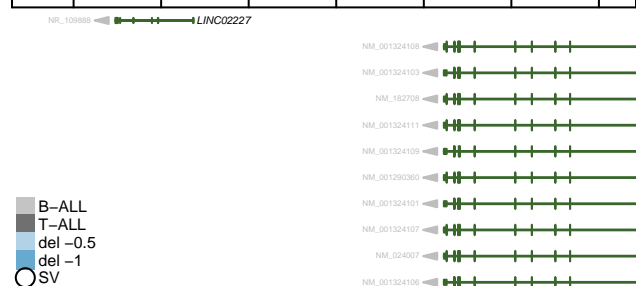 NR_109888 LINC02227
NM_001324108
NM_001324103
NM_182708
NM_001324111
NM_001324109
NM_001290360
NM_001324101
NM_001324107
NM_024007
NM_001324106
B−ALL
T−ALL
del −0.5
del −1
SV